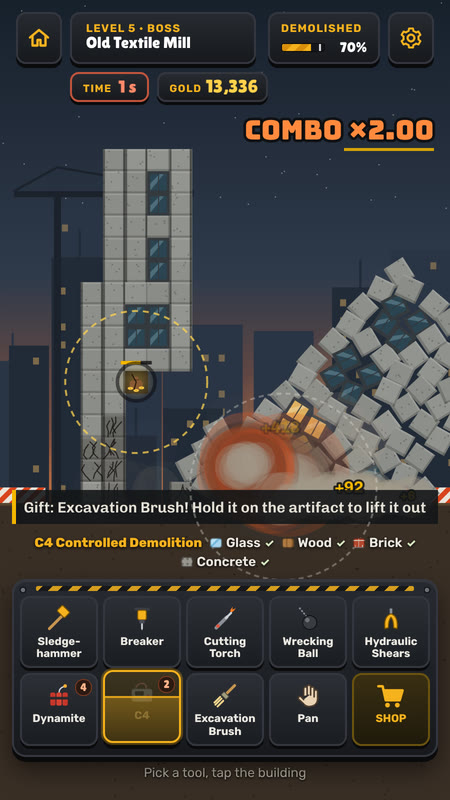 LEVEL 5 • BOSS
Old Textile Mill
DEMOLISHED
70%
TIME 1 s
GOLD 13,336
COMBO ×2.00
+92
Gift: Excavation Brush! Hold it on the artifact to lift it out
C4 Controlled Demolition Glass ✓ Wood ✓ Brick ✓
Concrete ✓
Sledge-
hammer
Breaker
Cutting
Torch
Wrecking
Ball
Hydraulic
Shears
4
Dynamite
2
C4
Excavation
Brush
Pan
SHOP
Pick a tool, tap the building